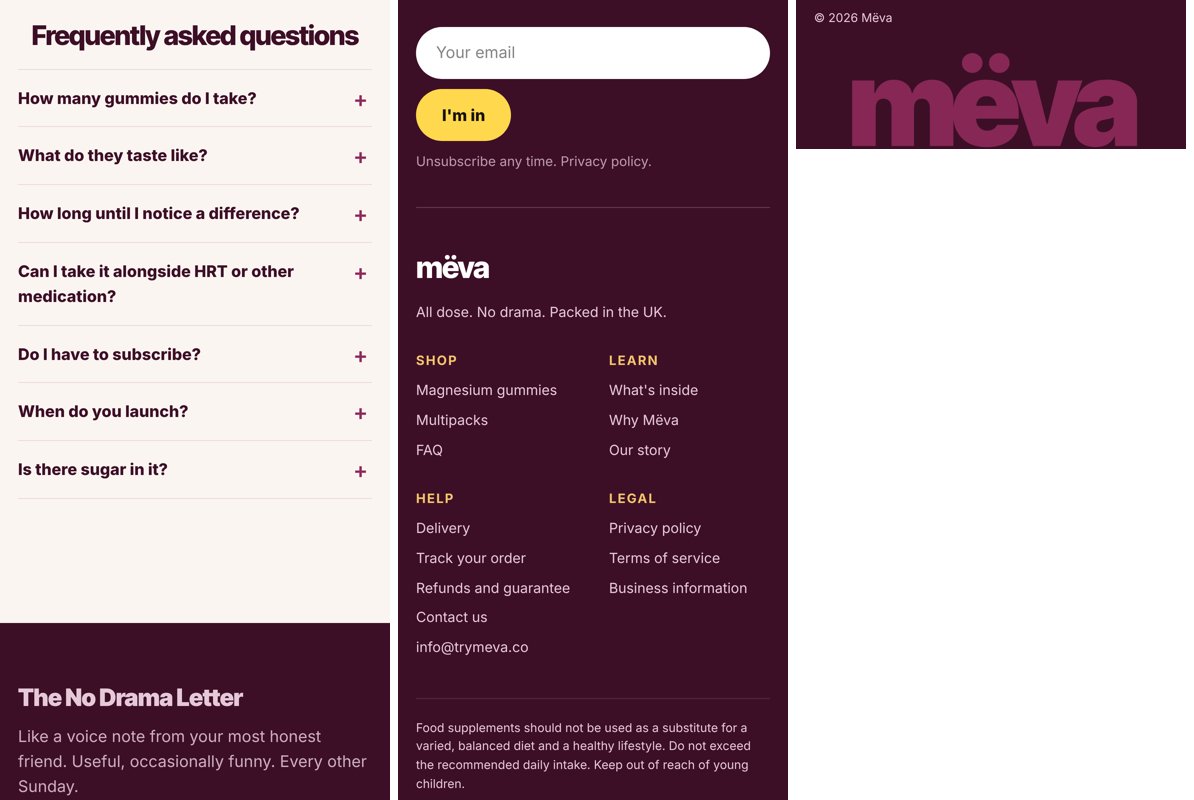 Frequently asked questions
How many gummies do I take?
+
What do they taste like?
+
How long until I notice a difference?
+
Can I take it alongside HRT or other
medication?
+
Do I have to subscribe?
+
When do you launch?
+
Is there sugar in it?
+
The No Drama Letter
Like a voice note from your most honest
friend. Useful, occasionally funny. Every other
Sunday.
Your email
I'm in
Unsubscribe any time. Privacy policy.
mëva
All dose. No drama. Packed in the UK.
SHOP
Magnesium gummies
Multipacks
FAQ
LEARN
What's inside
Why Mëva
Our story
HELP
Delivery
Track your order
Refunds and guarantee
Contact us
info@trymeva.co
LEGAL
Privacy policy
Terms of service
Business information
Food supplements should not be used as a substitute for a
varied, balanced diet and a healthy lifestyle. Do not exceed
the recommended daily intake. Keep out of reach of young
children.
© 2026 Mëva
mëva